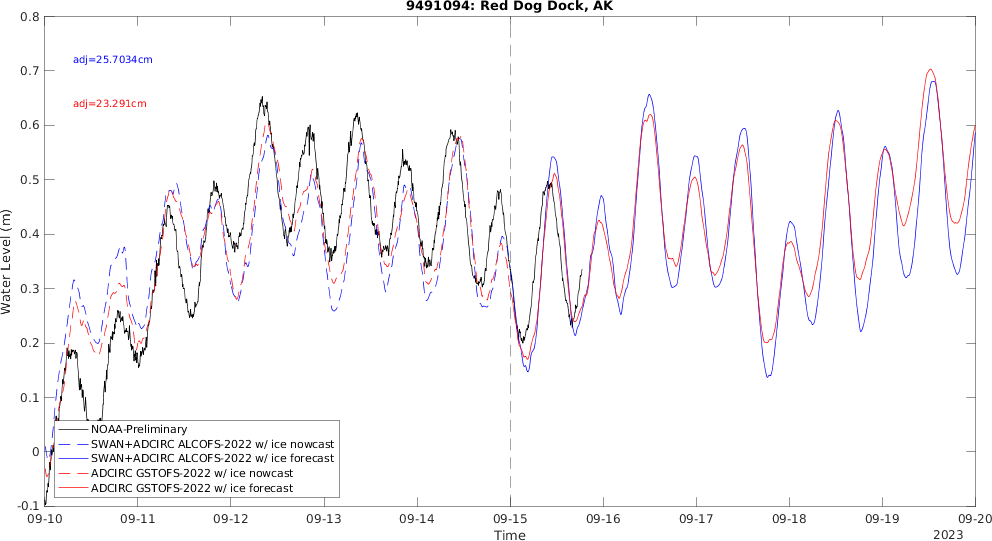 9491094: Red Dog Dock, AK
adj=25.7034cm
adj=23.291cm
Water Level (m)
0.8
0.7
0.6
0.5
0.4
0.3
0.2
0.1
0
-0.1
NOAA-Preliminary
SWAN+ADCIRC ALCOFS-2022 w/ ice nowcast
SWAN+ADCIRC ALCOFS-2022 w/ ice forecast
ADCIRC GSTOFS-2022 w/ ice nowcast
ADCIRC GSTOFS-2022 w/ ice forecast
09-10 09-11 09-12 09-13 09-14 09-15 09-16 09-17 09-18 09-19 09-20
Time
2023